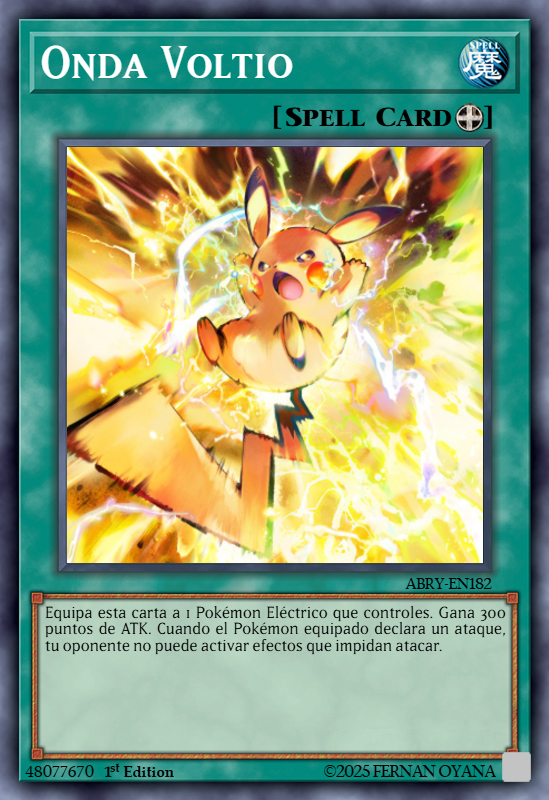 ONDA VOLTIO
SPELL
魔
[SPELL CARD]
ABRY-EN182
Equipa esta carta a 1 Pokémon Eléctrico que controles. Gana 300
puntos de ATK. Cuando el Pokémon equipado declara un ataque,
tu oponente no puede activar efectos que impidan atacar.
48077670 1st Edition ©2025 FERNAN OYANA